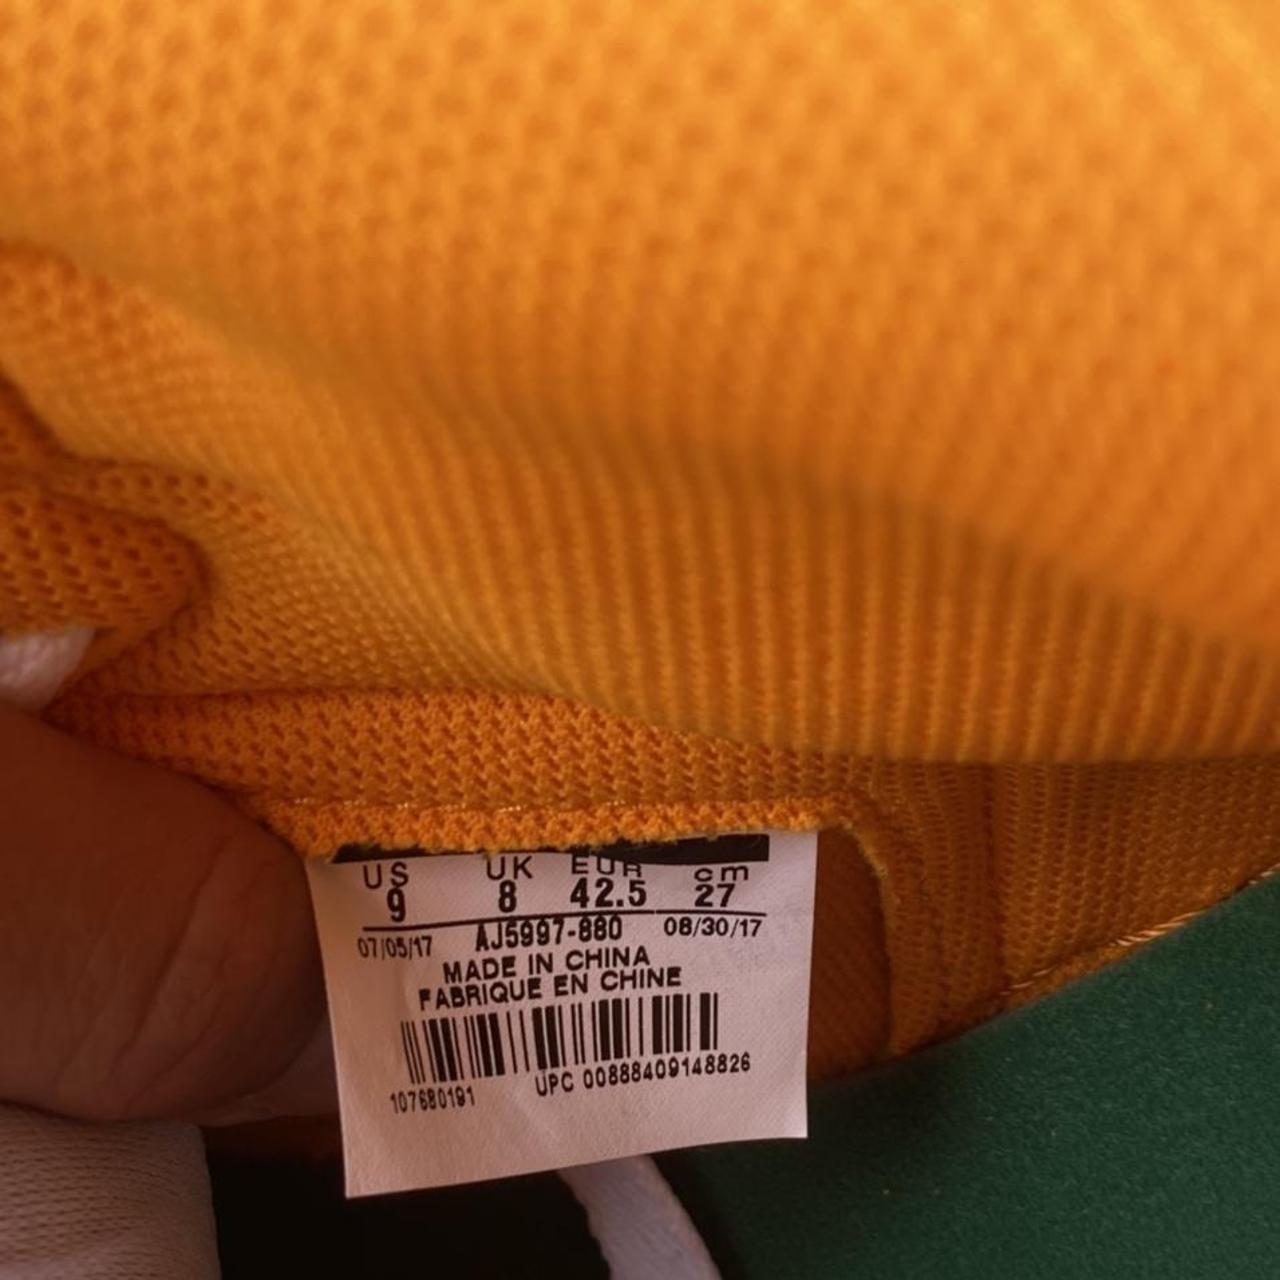 US UK EUR cm
9 8 42.5 27
07/05/17 AJ5997-880 08/30/17
MADE IN CHINA
FABRIQUE EN CHINE
107680191 UPC 00888409148826